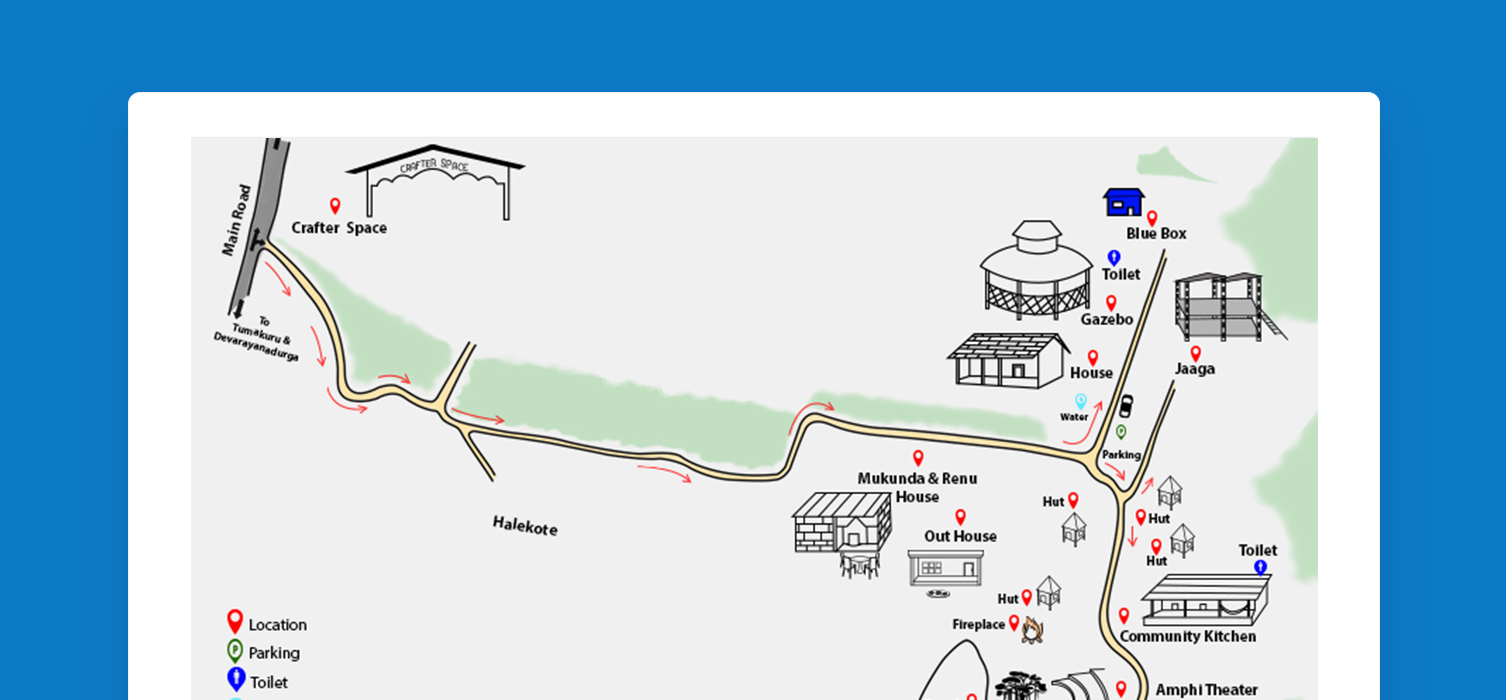 CRAFTER SPACE
Main Road
Crafter Space
To
Tumakuru &
Devarayanadurga
Blue Box
Toilet
Gazebo
House
Jaaga
Water
Parking
Mukunda & Renu
House
Out House
Hut
Hut
Hut
Toilet
Halekote
Hut
Fireplace
Community Kitchen
Amphi Theater
Location
P Parking
Toilet